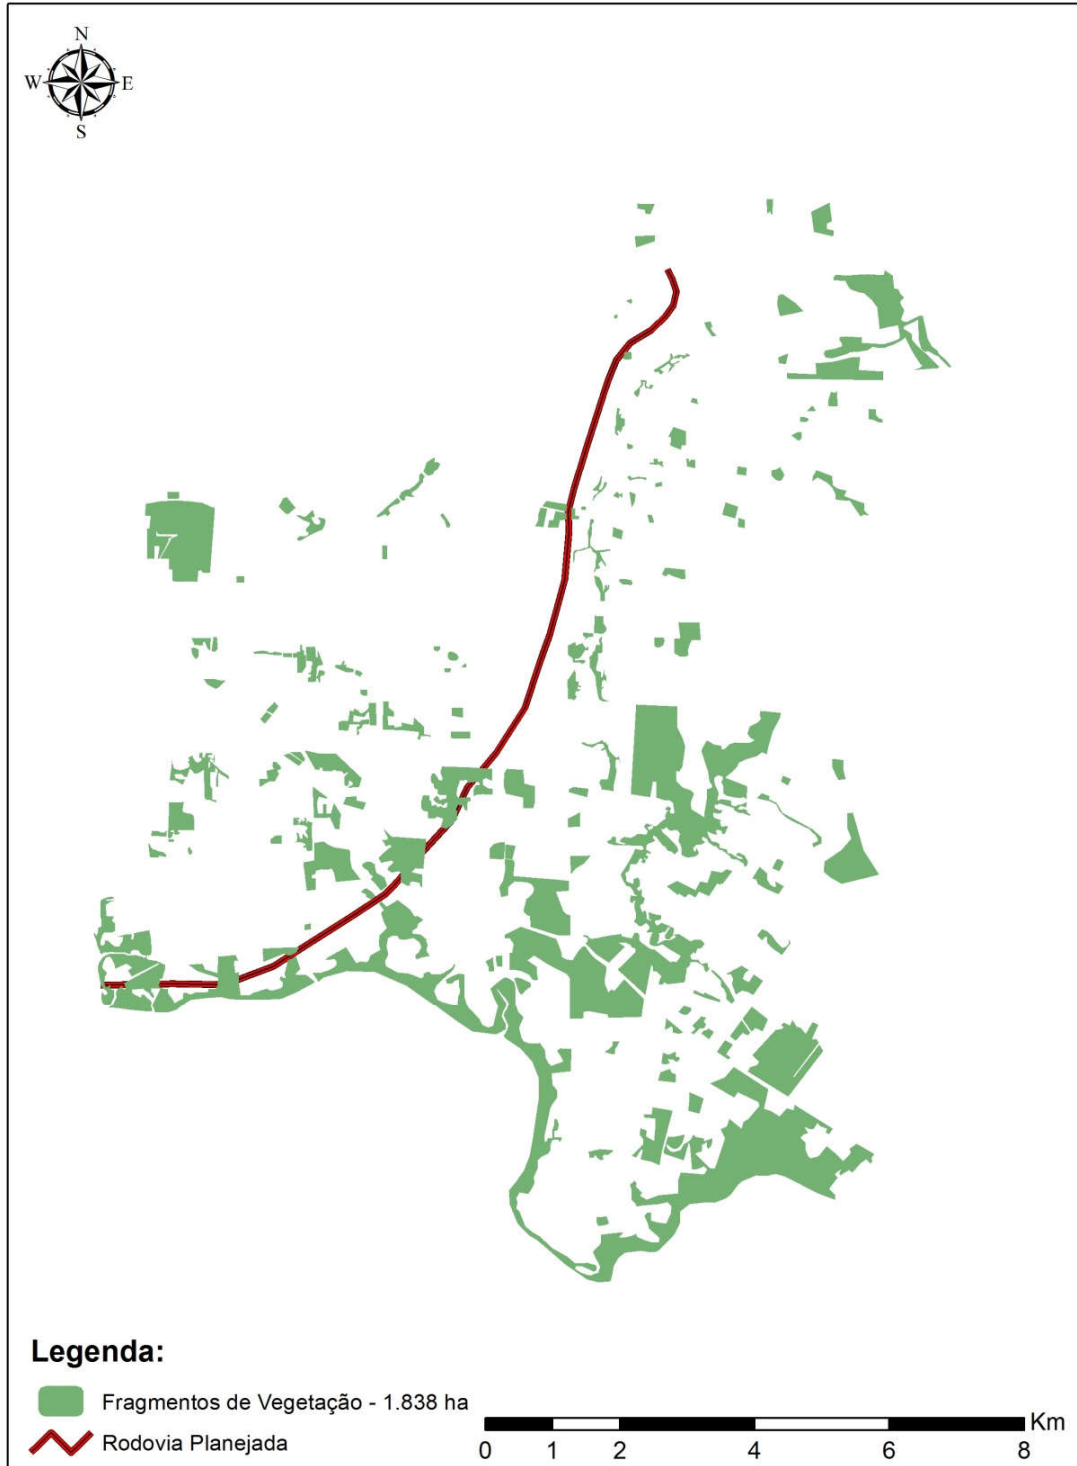 N
W E
S
Legenda:
Fragmentos de Vegetação - 1.838 ha
Rodovia Planejada
Km
0 1 2 4 6 8